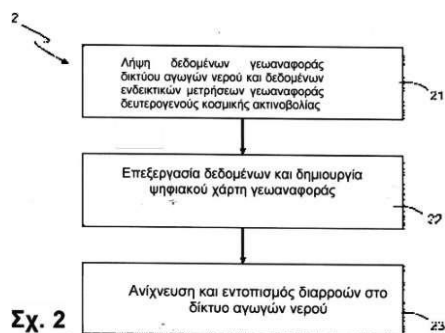 2
Λήψη δεδομένων γεωαναφοράς
δικτύου αγωγών νερού και δεδομένων
ενδεικτικών μετρήσεων γεωαναφοράς
δευτερογενούς κοσμικής ακτινοβολίας
21
Επεξεργασία δεδομένων και δημιουργία
ψηφιακού χάρτη γεωαναφοράς
22
Ανίχνευση και εντοπισμός διαρροών στο
δίκτυο αγωγών νερού
23
Σχ. 2